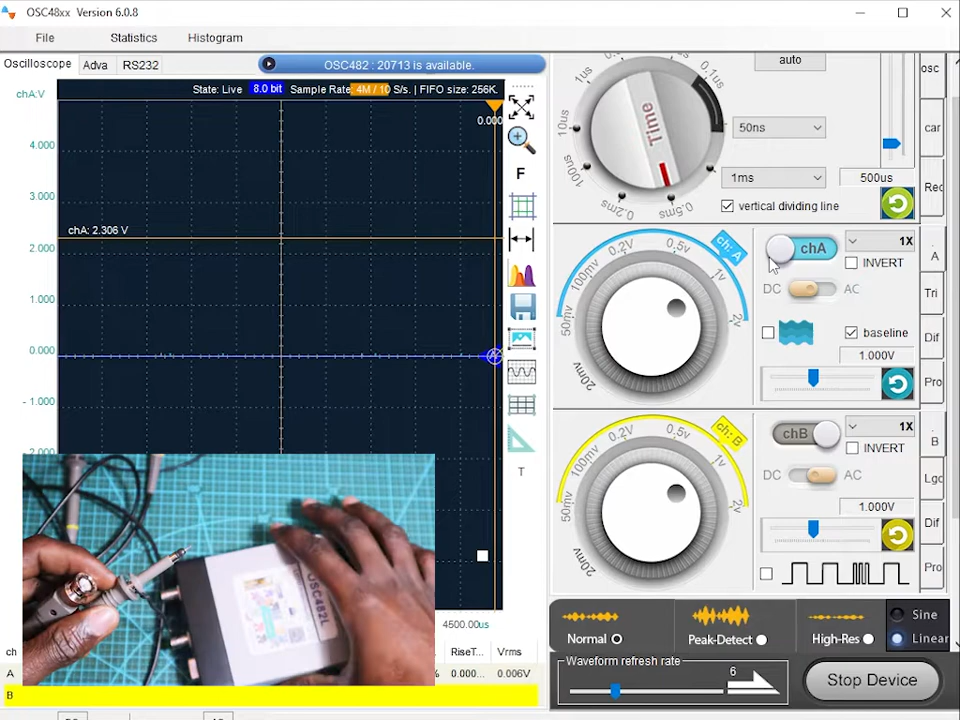 OSC48xx Version 6.0.8
File Statistics Histogram
Oscilloscope Adva RS232
OSC482 : 20713 is available.
chA:V
State: Live 8.0 bit Sample Rate: 4M / 10 S/s. | FIFO size: 256K.
0.000
4.000
3.000
chA: 2.306 V
2.000
1.000
0.000
- 1.000
4500.00us
ch RiseT... Vrms
A % 0.000... 0.006V
B
F
T
auto
1us
0.1us
10us
100us
0.2ms
0.5ms
Time
50ns
1ms
500us
vertical dividing line
osc
car
Rec
ch: A
20mv
50mv
100mv
0.2V
0.5v
1v
2v
chA
1X
INVERT
DC AC
baseline
1.000V
A
Tri
Dif
Pro
ch: B
20mv
50mv
100mv
0.2V
0.5v
1v
2v
chB
1X
INVERT
DC AC
1.000V
B
Lgc
Dif
Pro
Normal
Peak-Detect
High-Res
Sine
Linear
Waveform refresh rate
6
Stop Device
OSC482L